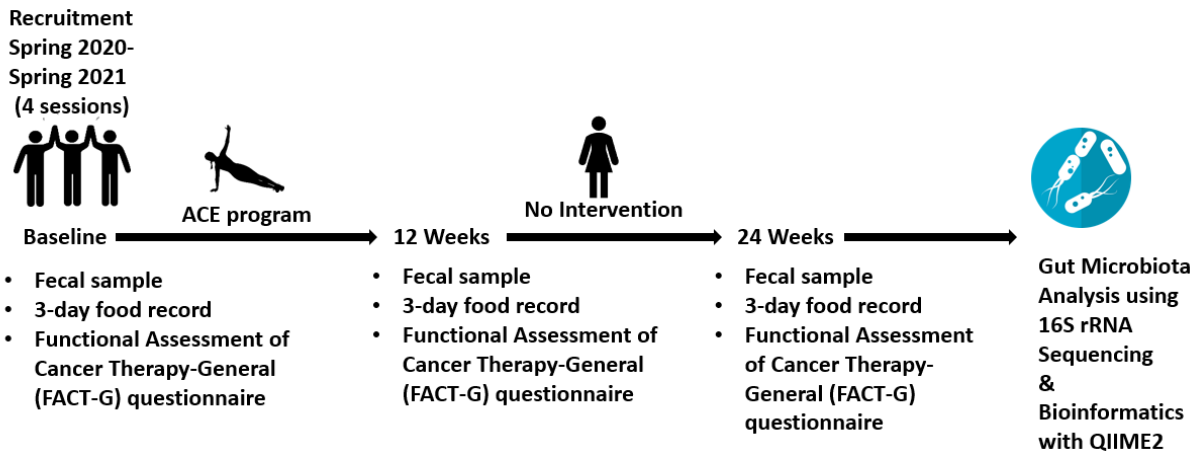 Recruitment
Spring 2020-
Spring 2021
(4 sessions)
ACE program
No Intervention
Baseline
12 Weeks
24 Weeks
• Fecal sample
• 3-day food record
• Functional Assessment of
Cancer Therapy-General
(FACT-G) questionnaire
• Fecal sample
• 3-day food record
• Functional Assessment of
Cancer Therapy-General
(FACT-G) questionnaire
• Fecal sample
• 3-day food record
• Functional Assessment
of Cancer Therapy-
General (FACT-G)
questionnaire
Gut Microbiota
Analysis using
16S rRNA
Sequencing
&
Bioinformatics
with QIIME2